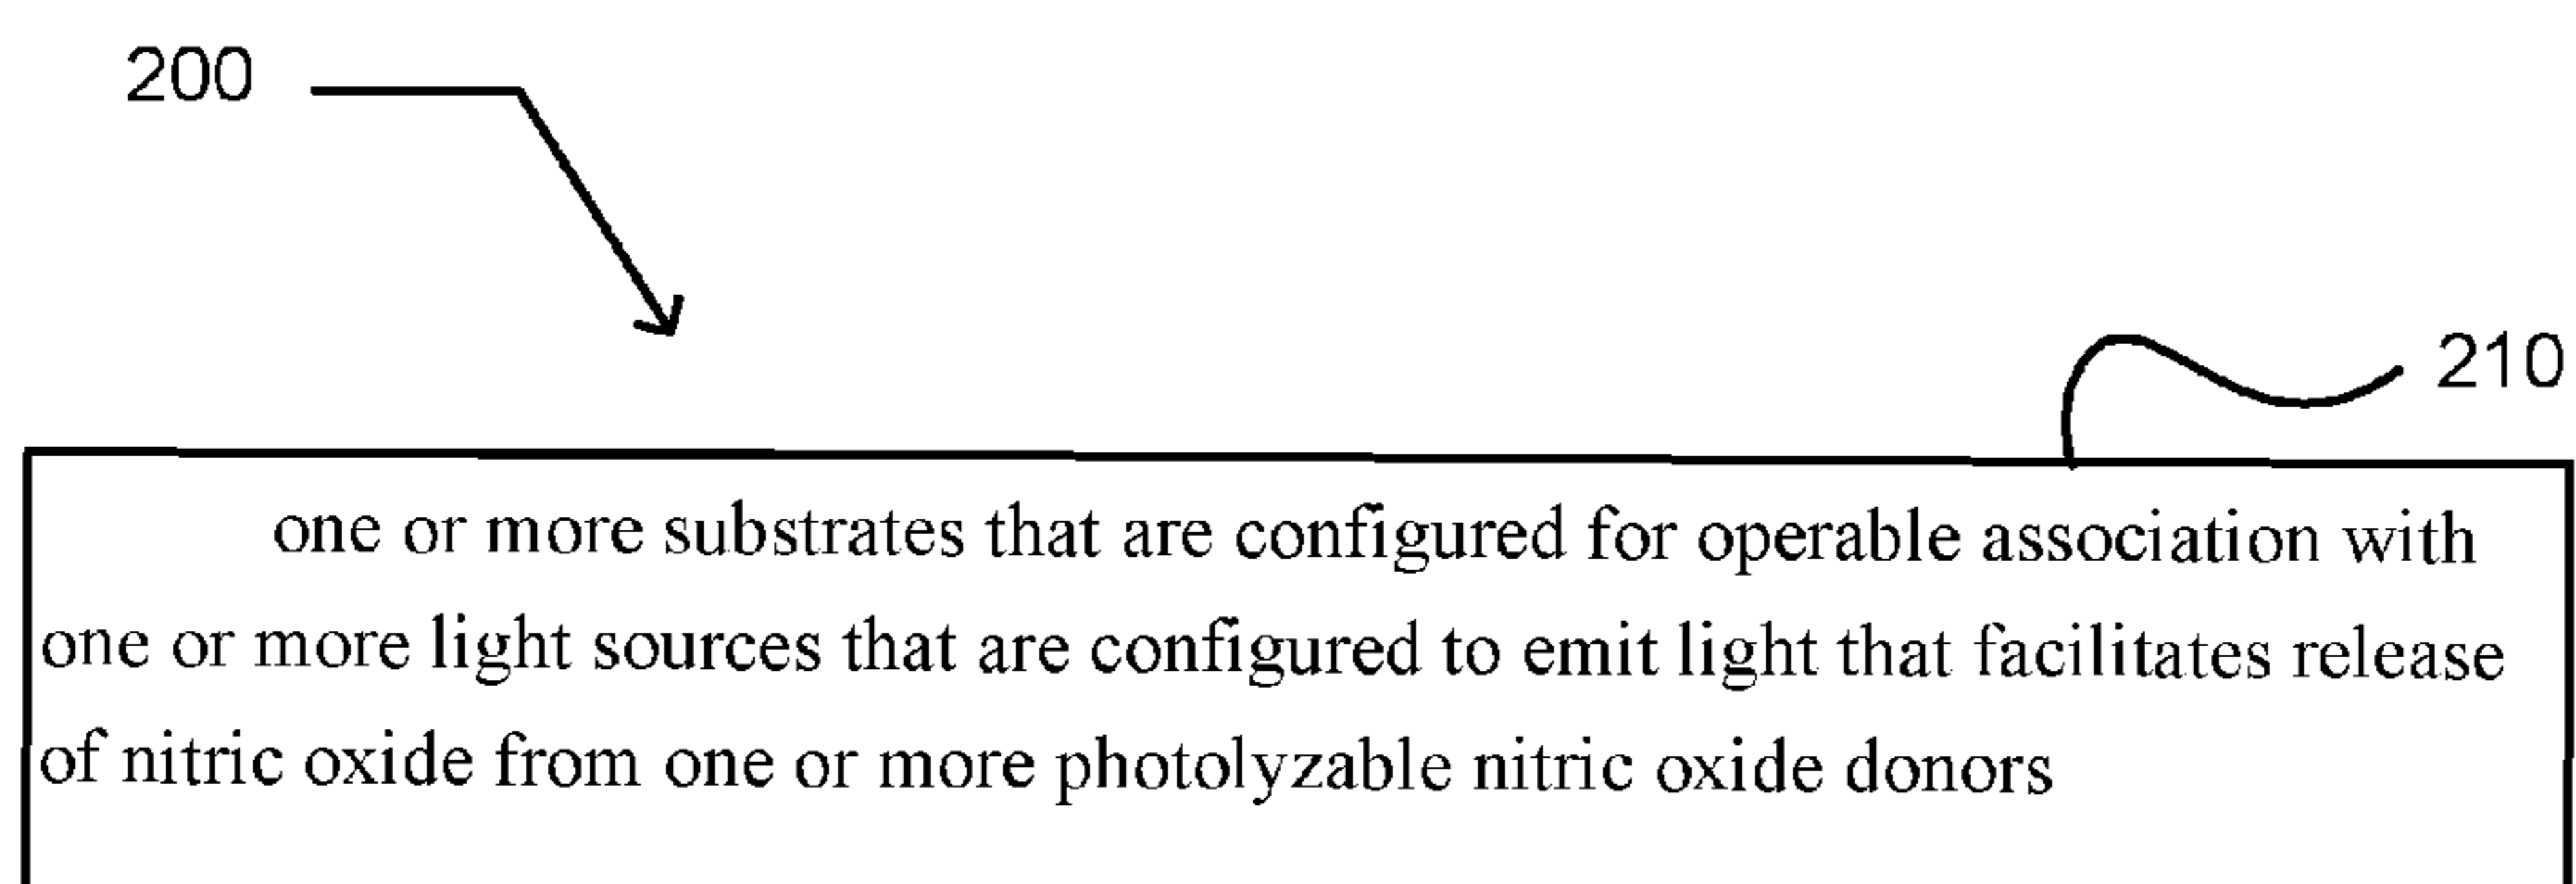 200
210
one or more substrates that are configured for operable association with
one or more light sources that are configured to emit light that facilitates release
of nitric oxide from one or more photolyzable nitric oxide donors